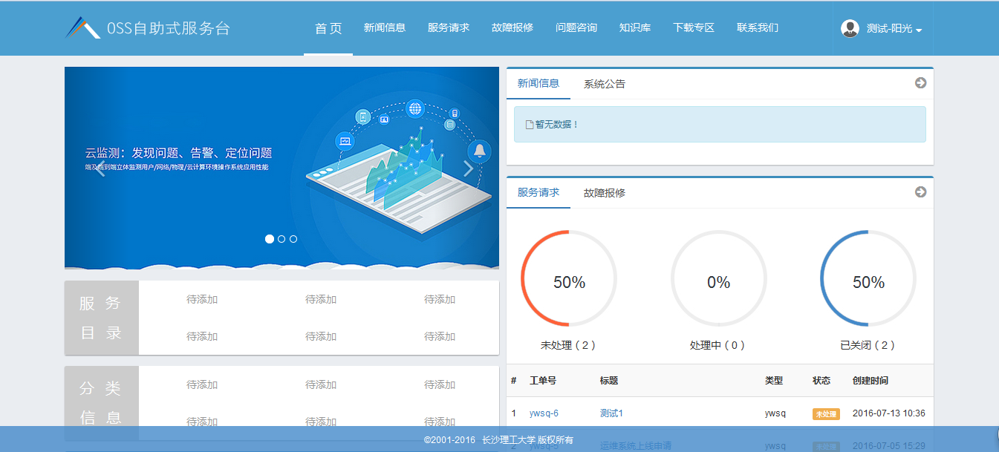 OSS自助式服务台
首页 新闻信息 服务请求 故障报修 问题咨询 知识库 下载专区 联系我们
测试-阳光
云监测：发现问题、告警、定位问题
端及端到端立体监测用户/网络/物理/云计算环境操作系统应用性能
服 务
目 录
待添加 待添加 待添加
待添加 待添加 待添加
分 类
信 息
待添加 待添加 待添加
待添加 待添加 待添加
新闻信息 系统公告
暂无数据！
服务请求 故障报修
50% 0% 50%
未处理（2） 处理中（0） 已关闭（2）
# 工单号 标题 类型 状态 创建时间
1 ywsq-6 测试1 ywsq 未处理 2016-07-13 10:36
2 ywsq-5 运维系统上线申请 ywsq 未处理 2016-07-05 15:29
©2001-2016 长沙理工大学 版权所有